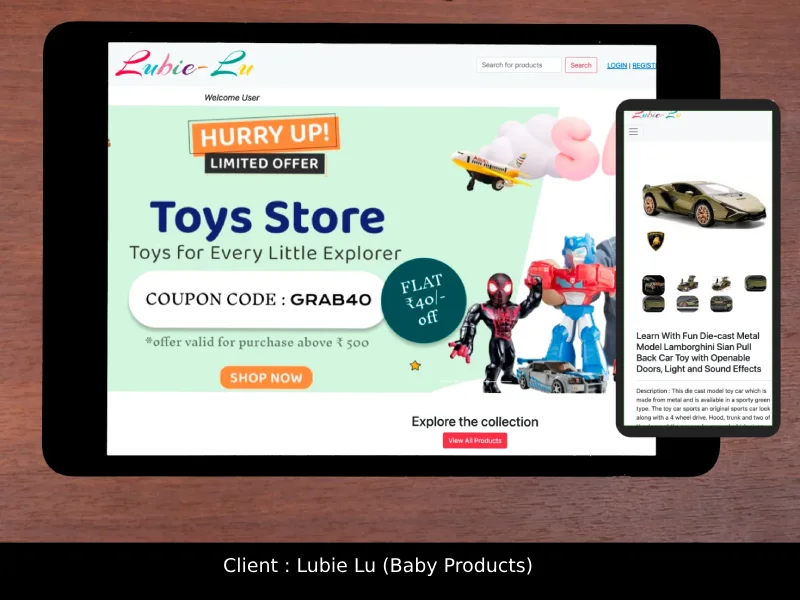 Lubie-Lu
Search for products
Search
LOGIN | REGIST
Welcome User
HURRY UP!
LIMITED OFFER
Toys Store
Toys for Every Little Explorer
COUPON CODE : GRAB40
FLAT
₹40/-
off
*offer valid for purchase above ₹ 500
SHOP NOW
Explore the collection
View All Products
Lubie-Lu
Learn With Fun Die-cast Metal
Model Lamborghini Sian Pull
Back Car Toy with Openable
Doors, Light and Sound Effects
Description : This die cast model toy car which is
made from metal and is available in a sporty green
type. The toy car sports an original sports car look
along with a 4 wheel drive. Hood, trunk and two of
Client : Lubie Lu (Baby Products)